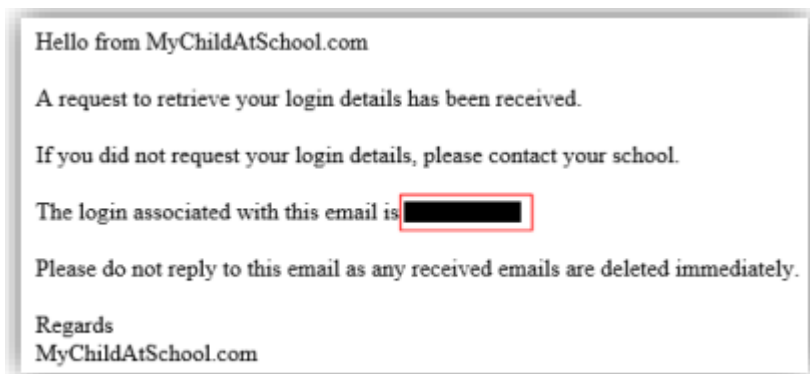 Hello from MyChildAtSchool.com
A request to retrieve your login details has been received.
If you did not request your login details, please contact your school.
The login associated with this email is
Please do not reply to this email as any received emails are deleted immediately.
Regards
MyChildAtSchool.com